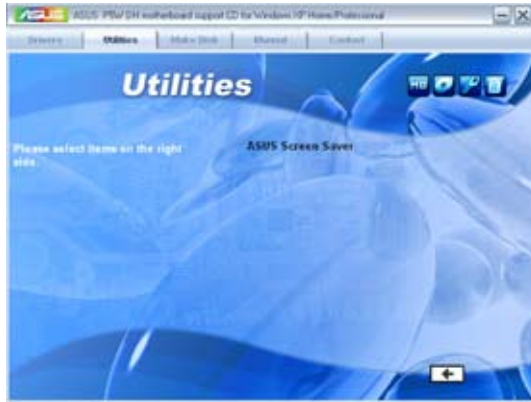 ASUS ASUS P5W DH motherboard support CD for Windows XP Home/Professional
Drivers Utilities Make Disk Manual Contact
Utilities
Please select items on the right
side.
ASUS Screen Saver